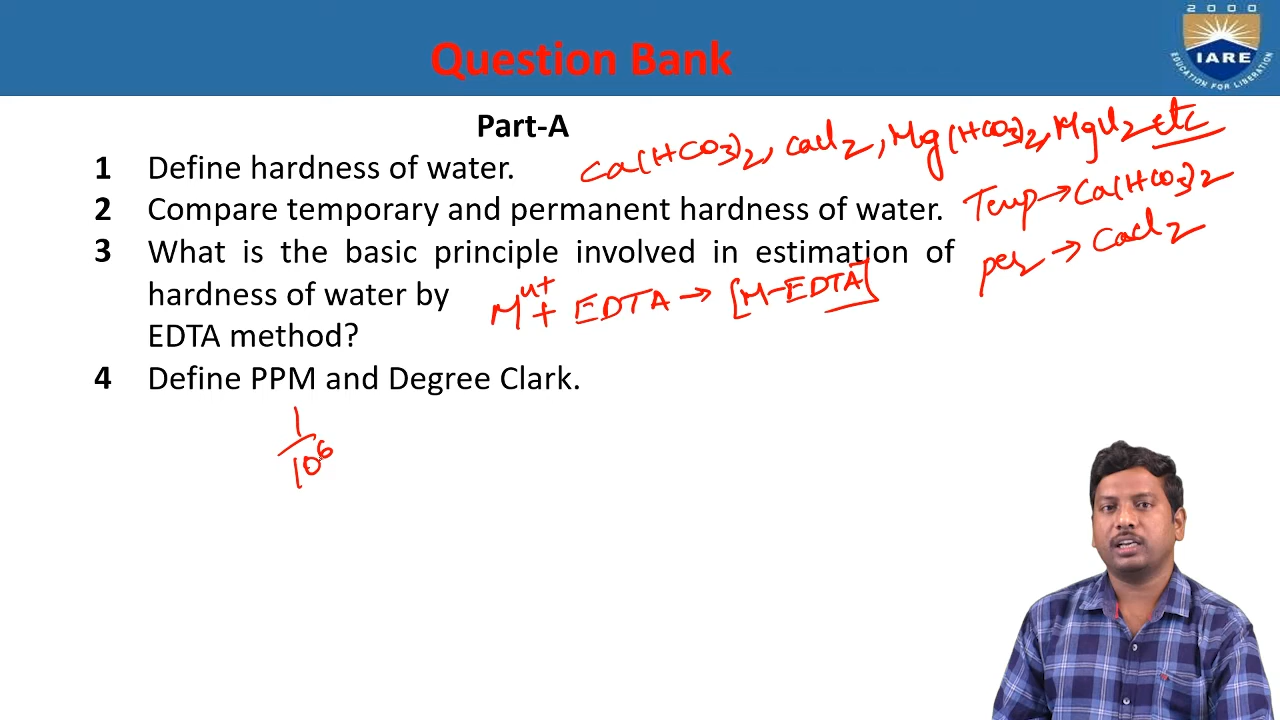 2000
IARE
EDUCATION FOR LIBERATION
Question Bank
Part-A
1 Define hardness of water.
Ca(HCO3)2, CaCl2, Mg(HCO3)2, MgCl2 etc
2 Compare temporary and permanent hardness of water.
Temp → Ca(HCO3)2
3 What is the basic principle involved in estimation of
per → CaCl2
hardness of water by
M^n+ + EDTA → [M-EDTA]
EDTA method?
4 Define PPM and Degree Clark.
1
10^6